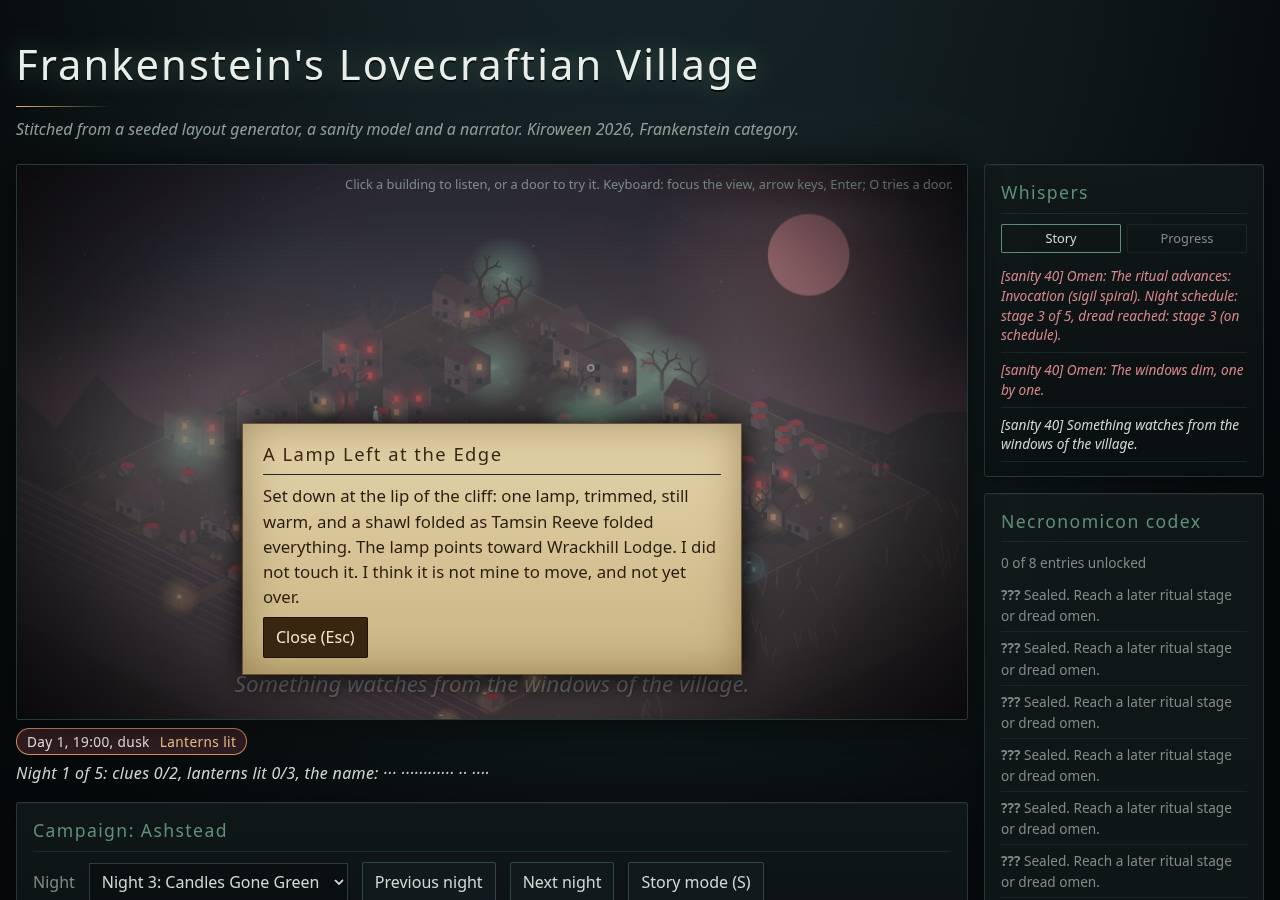 Frankenstein's Lovecraftian Village
Stitched from a seeded layout generator, a sanity model and a narrator. Kiroween 2026, Frankenstein category.
Click a building to listen, or a door to try it. Keyboard: focus the view, arrow keys, Enter; O tries a door.
A Lamp Left at the Edge
Set down at the lip of the cliff: one lamp, trimmed, still
warm, and a shawl folded as Tamsin Reeve folded
everything. The lamp points toward Wrackhill Lodge. I did
not touch it. I think it is not mine to move, and not yet
over.
Close (Esc)
Something watches from the windows of the village.
Day 1, 19:00, dusk Lanterns lit
Night 1 of 5: clues 0/2, lanterns lit 0/3, the name: ··· ············ ·· ····
Campaign: Ashstead
Night Night 3: Candles Gone Green Previous night Next night Story mode (S)
Whispers
Story Progress
[sanity 40] Omen: The ritual advances:
Invocation (sigil spiral). Night schedule:
stage 3 of 5, dread reached: stage 3 (on
schedule).
[sanity 40] Omen: The windows dim, one
by one.
[sanity 40] Something watches from the
windows of the village.
Necronomicon codex
0 of 8 entries unlocked
??? Sealed. Reach a later ritual stage
or dread omen.
??? Sealed. Reach a later ritual stage
or dread omen.
??? Sealed. Reach a later ritual stage
or dread omen.
??? Sealed. Reach a later ritual stage
or dread omen.
??? Sealed. Reach a later ritual stage
or dread omen.
??? Sealed. Reach a later ritual stage
or dread omen.